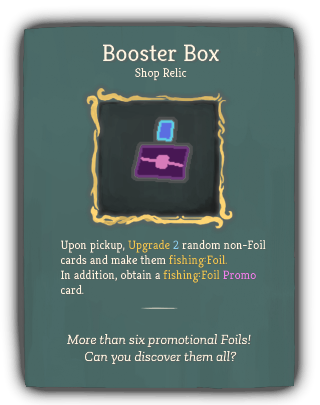 Booster Box
Shop Relic
Upon pickup, Upgrade 2 random non-Foil
cards and make them fishing:Foil.
In addition, obtain a fishing:Foil Promo
card.
More than six promotional Foils!
Can you discover them all?